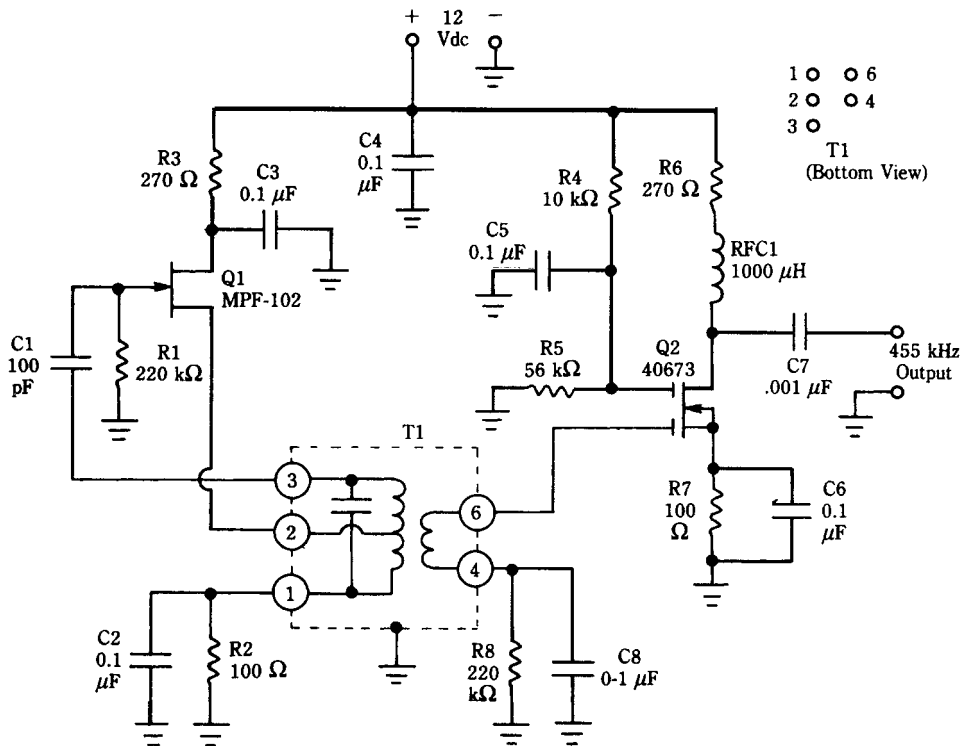 + 12 −
Vdc
1 6
2 4
3
T1
(Bottom View)
R3
270 Ω
C3
0.1 μF
C4
0.1
μF
R4
10 kΩ
R6
270 Ω
C5
0.1 μF
RFC1
1000 μH
Q1
MPF-102
C1
100
pF
R1
220 kΩ
R5
56 kΩ
Q2
40673
C7
.001 μF
455 kHz
Output
T1
3
2
1
6
4
R7
100
Ω
C6
0.1
μF
C2
0.1
μF
R2
100 Ω
R8
220
kΩ
C8
0-1 μF